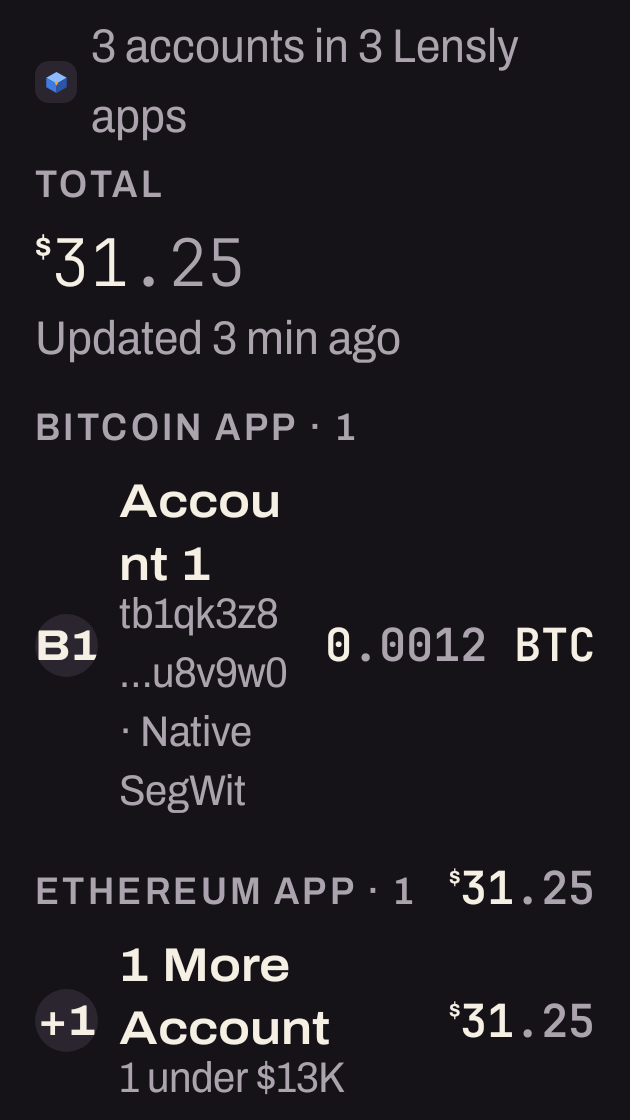 3 accounts in 3 Lensly
apps
TOTAL
$31.25
Updated 3 min ago
BITCOIN APP · 1
B1
Accou
nt 1
tb1qk3z8
…u8v9w0
· Native
SegWit
0.0012 BTC
ETHEREUM APP · 1 $31.25
+1
1 More
Account
1 under $13K
$31.25